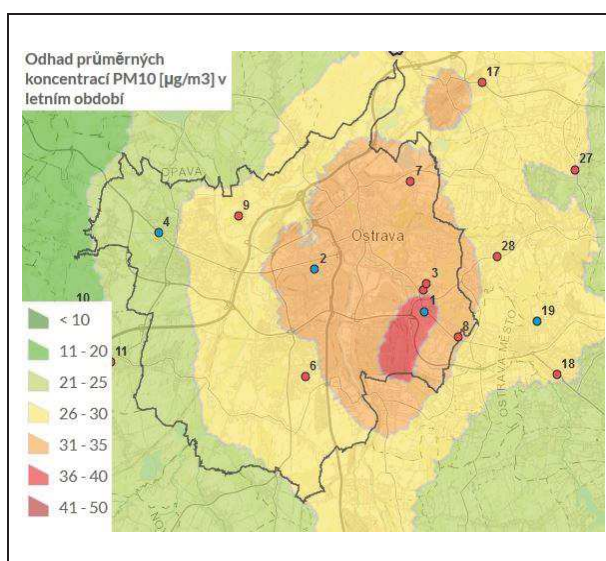 Odhad průměrných
koncentrací PM10 [µg/m3] v
letním období
17
OPAVA
7
27
9
4
Ostrava
28
2
3
10
1
19
8
11
6
18
OSTRAVA-MĚSTO
< 10
11 - 20
21 - 25
26 - 30
31 - 35
36 - 40
41 - 50